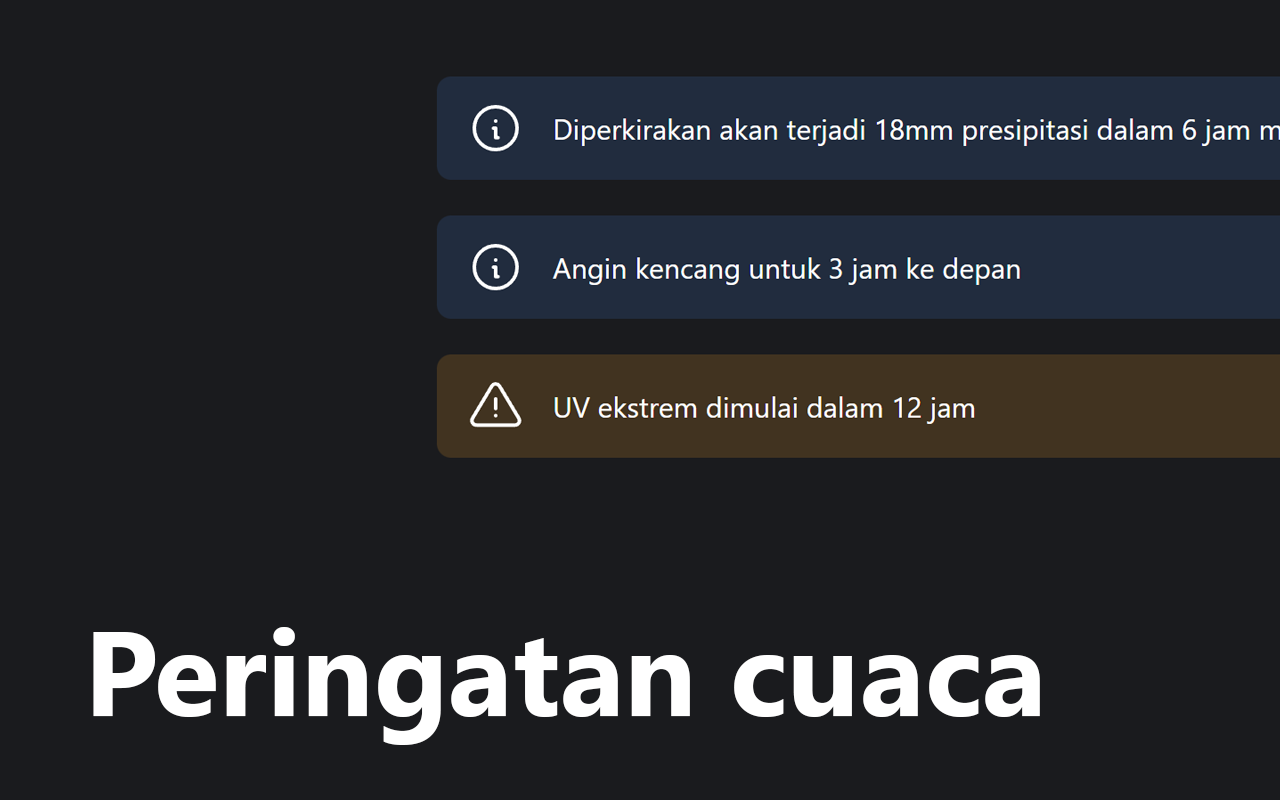 Diperkirakan akan terjadi 18mm presipitasi dalam 6 jam
Angin kencang untuk 3 jam ke depan
UV ekstrem dimulai dalam 12 jam
Peringatan cuaca